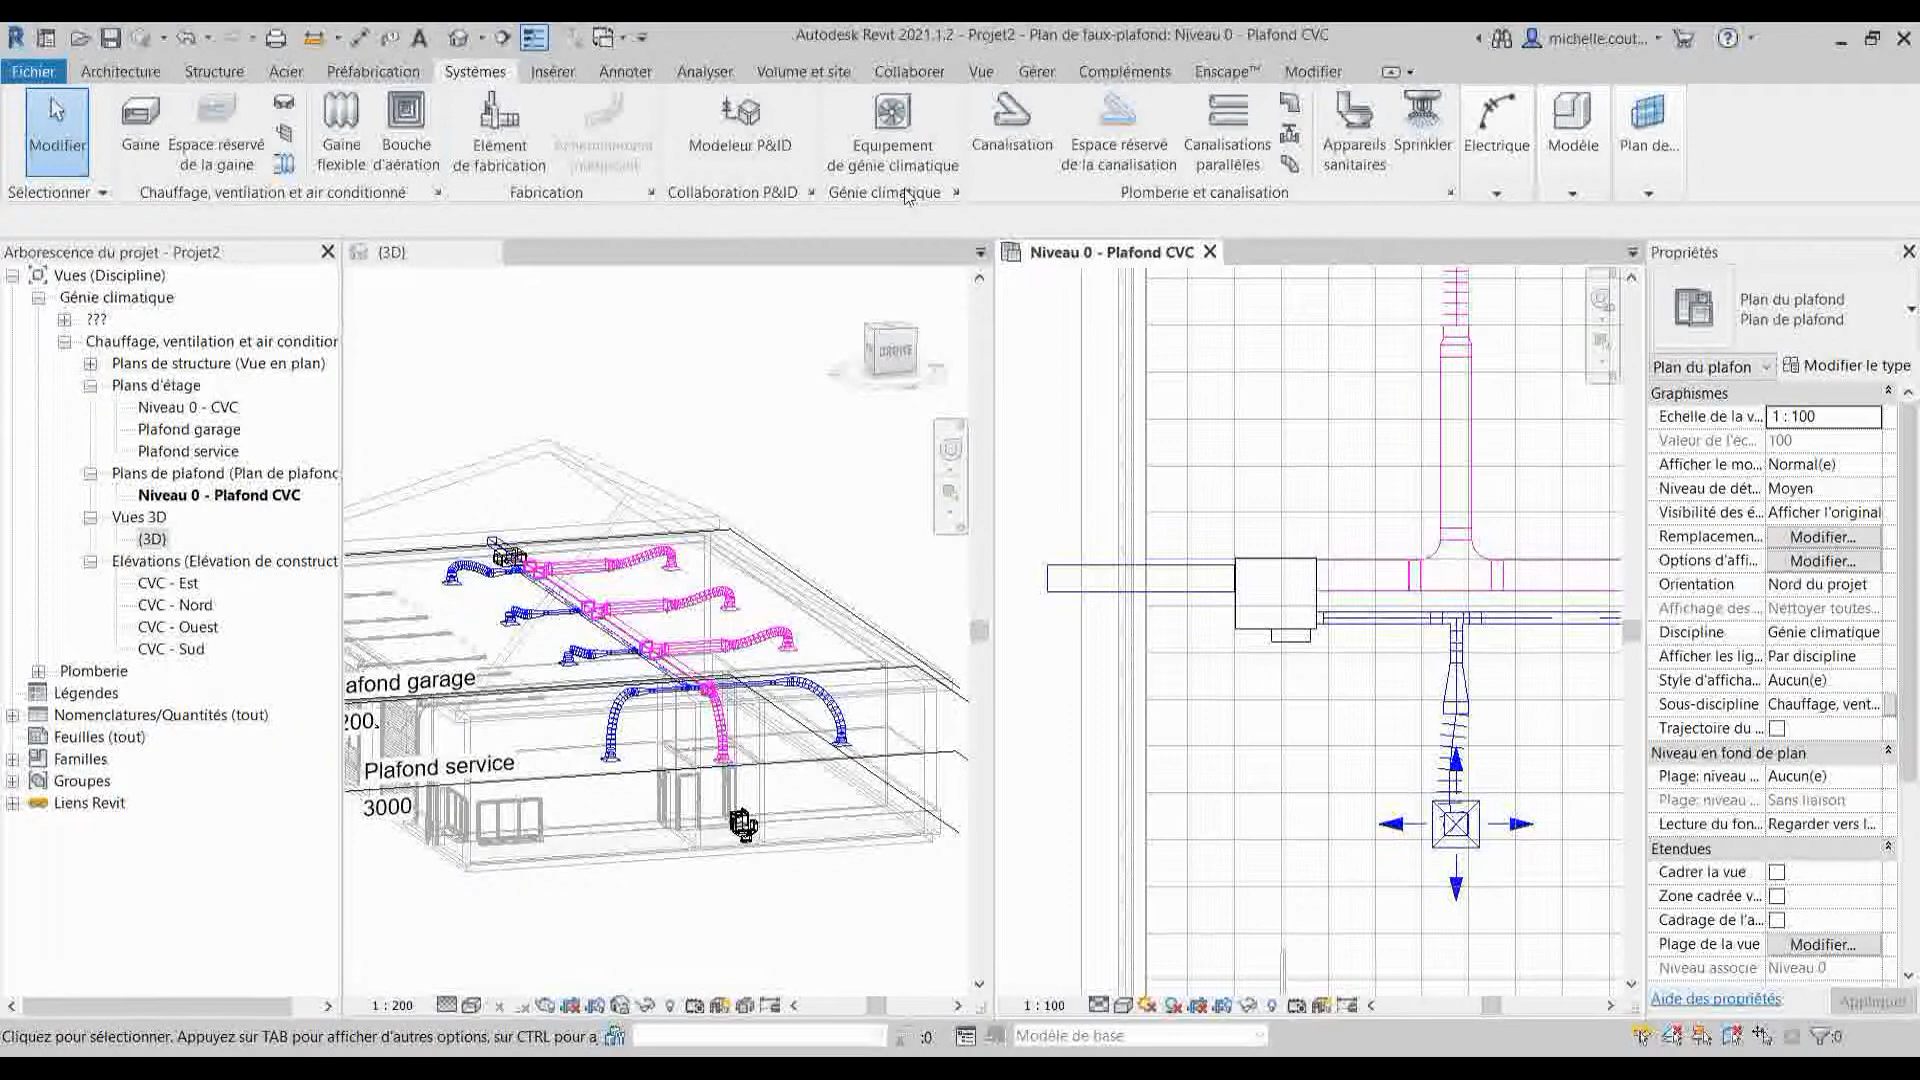 Autodesk Revit 2021.1.2 - Projet2 - Plan de faux-plafond: Niveau 0 - Plafond CVC
michelle.cout...
Fichier Architecture Structure Acier Préfabrication Systèmes Insérer Annoter Analyser Volume et site Collaborer Vue Gérer Compléments Enscape™ Modifier
Modifier
Gaine
Espace réservé
de la gaine
Gaine
flexible
Bouche
d'aération
Elément
de fabrication
Modeleur P&ID
Equipement
de génie climatique
Canalisation
Espace réservé
de la canalisation
Canalisations
parallèles
Appareils
sanitaires
Sprinkler
Electrique
Modèle
Plan de...
Sélectionner
Chauffage, ventilation et air conditionné
Fabrication
Collaboration P&ID
Génie climatique
Plomberie et canalisation
Arborescence du projet - Projet2
Vues (Discipline)
Génie climatique
???
Chauffage, ventilation et air condition
Plans de structure (Vue en plan)
Plans d'étage
Niveau 0 - CVC
Plafond garage
Plafond service
Plans de plafond (Plan de plafond
Niveau 0 - Plafond CVC
Vues 3D
{3D}
Elévations (Elévation de construct
CVC - Est
CVC - Nord
CVC - Ouest
CVC - Sud
Plomberie
Légendes
Nomenclatures/Quantités (tout)
Feuilles (tout)
Familles
Groupes
Liens Revit
{3D}
DROITE
afond garage
200.
Plafond service
3000
1 : 200
Niveau 0 - Plafond CVC
1 : 100
Propriétés
Plan du plafond
Plan de plafond
Plan du plafon
Modifier le type
Graphismes
Echelle de la v... 1 : 100
Valeur de l'éc... 100
Afficher le mo... Normal(e)
Niveau de dét... Moyen
Visibilité des é... Afficher l'original
Remplacemen... Modifier...
Options d'affi... Modifier...
Orientation Nord du projet
Affichage des ... Nettoyer toutes...
Discipline Génie climatique
Afficher les lig... Par discipline
Style d'afficha... Aucun(e)
Sous-discipline Chauffage, vent...
Trajectoire du ...
Niveau en fond de plan
Plage: niveau ... Aucun(e)
Plage: niveau ... Sans liaison
Lecture du fon... Regarder vers l...
Etendues
Cadrer la vue
Zone cadrée v...
Cadrage de l'a...
Plage de la vue Modifier...
Niveau associé Niveau 0
Aide des propriétés
Appliquer
Cliquez pour sélectionner. Appuyez sur TAB pour afficher d'autres options, sur CTRL pour a
:0
Modèle de base
:0